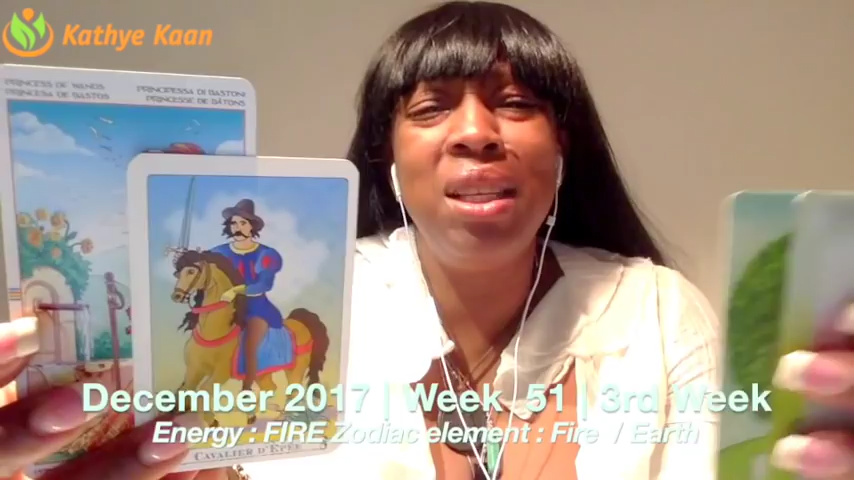 Kathye Kaan
PRINCESS OF WANDS
PRINCIPESSA DI BASTONI
PRINCESA DE BASTOS
PRINCESSE DE BÂTONS
December 2017 | Week 51 | 3rd Week
Energy : FIRE Zodiac element : Fire / Earth
CAVALIER D'EPEE